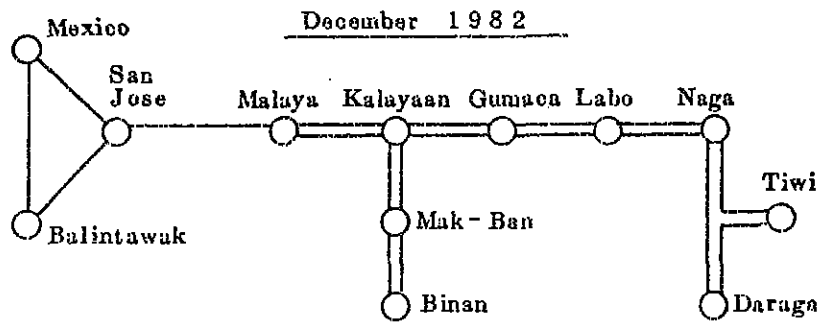 December 1982
Mexico
San
Jose
Malaya
Kalayaan
Gumaca
Labo
Naga
Tiwi
Balintawak
Mak-Ban
Binan
Daraga